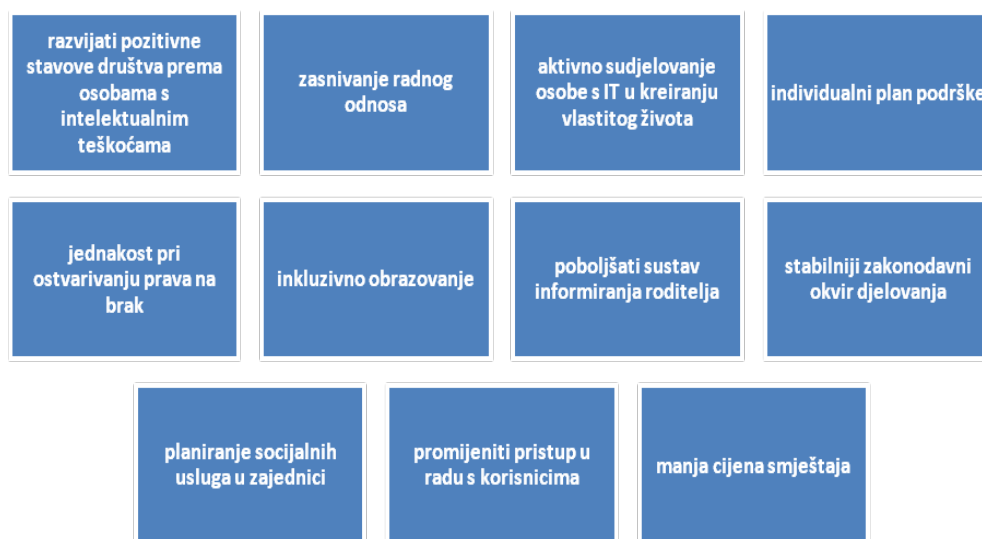 razvijati pozitivne
stavove društva prema
osobama s
intelektualnim
teškoćama
zasnivanje radnog
odnosa
aktivno sudjelovanje
osobe s IT u kreiranju
vlastitog života
individualni plan podrške
jednakost pri
ostvarivanju prava na
brak
inkluzivno obrazovanje
poboljšati sustav
informiranja roditelja
stabilniji zakonodavni
okvir djelovanja
planiranje socijalnih
usluga u zajednici
promijeniti pristup u
radu s korisnicima
manja cijena smještaja